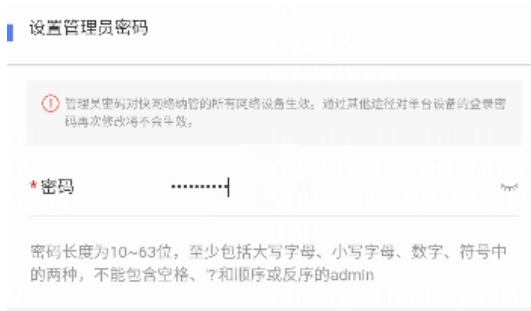 设置管理员密码
管理员密码对快网络纳管的所有网络设备生效。通过其他途径对单台设备的登录密
码再次修改将不会生效。
*密码 ••••••••••
密码长度为10~63位，至少包括大写字母、小写字母、数字、符号中
的两种，不能包含空格、?和顺序或反序的admin